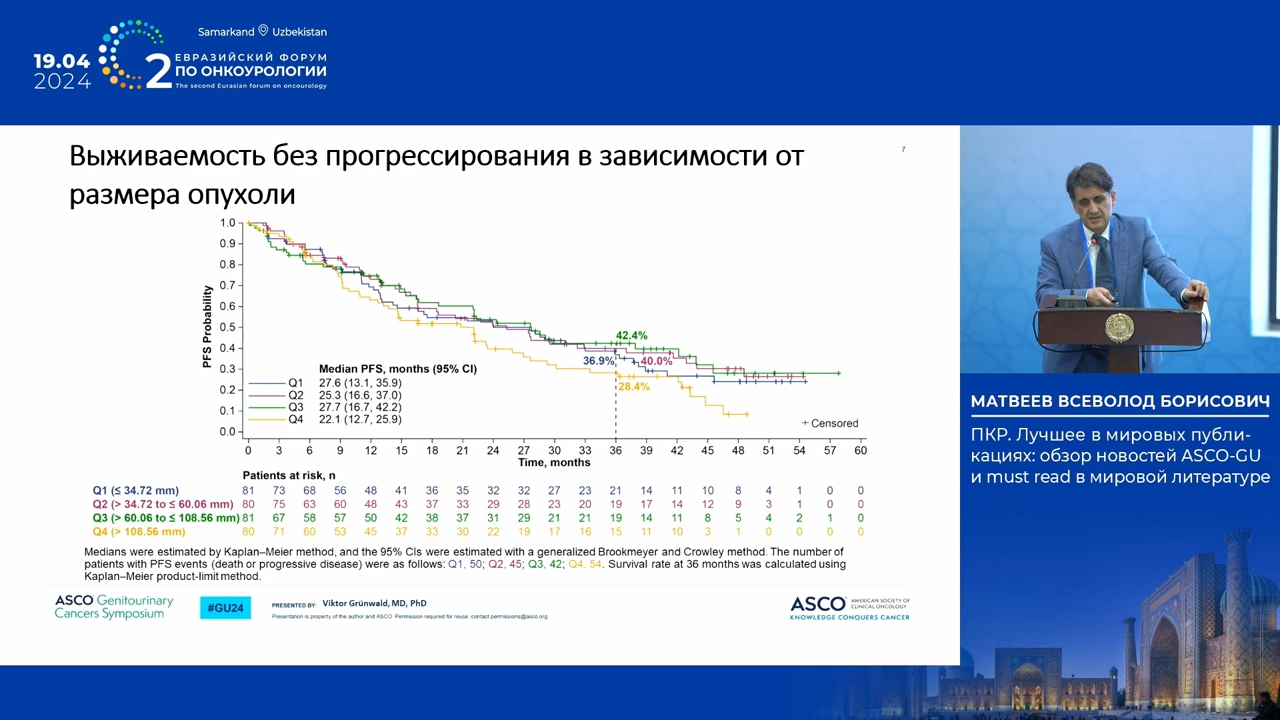 Samarkand Uzbekistan
19.04
2024
2
ЕВРАЗИЙСКИЙ ФОРУМ
ПО ОНКОУРОЛОГИИ
The second Eurasian forum on oncourology
Выживаемость без прогрессирования в зависимости от
размера опухоли
7
PFS Probability
1.0
0.9
0.8
0.7
0.6
0.5
0.4
0.3
0.2
0.1
0.0
42.4%
36.9%
40.0%
28.4%
Median PFS, months (95% CI)
Q1 27.6 (13.1, 35.9)
Q2 25.3 (16.6, 37.0)
Q3 27.7 (16.7, 42.2)
Q4 22.1 (12.7, 25.9)
+ Censored
0 3 6 9 12 15 18 21 24 27 30 33 36 39 42 45 48 51 54 57 60
Time, months
Patients at risk, n
Q1 (≤ 34.72 mm) 81 73 68 56 48 41 36 35 32 32 27 23 21 14 11 10 8 4 1 0 0
Q2 (> 34.72 to ≤ 60.06 mm) 80 75 63 60 48 43 37 33 29 28 23 20 19 17 14 12 9 3 1 0 0
Q3 (> 60.06 to ≤ 108.56 mm) 81 67 58 57 50 42 38 37 31 29 21 21 19 14 11 8 5 4 2 1 0
Q4 (> 108.56 mm) 80 71 60 53 45 37 33 30 22 19 17 16 15 11 10 3 1 0 0 0 0
Medians were estimated by Kaplan–Meier method, and the 95% CIs were estimated with a generalized Brookmeyer and Crowley method. The number of
patients with PFS events (death or progressive disease) were as follows: Q1, 50; Q2, 45; Q3, 42; Q4, 54. Survival rate at 36 months was calculated using
Kaplan–Meier product-limit method.
ASCO Genitourinary
Cancers Symposium
#GU24
PRESENTED BY: Viktor Grünwald, MD, PhD
Presentation is property of the author and ASCO. Permission required for reuse; contact permissions@asco.org
ASCO AMERICAN SOCIETY OF
CLINICAL ONCOLOGY
KNOWLEDGE CONQUERS CANCER
МАТВЕЕВ ВСЕВОЛОД БОРИСОВИЧ
ПКР. Лучшее в мировых публи-
кациях: обзор новостей ASCO-GU
и must read в мировой литературе